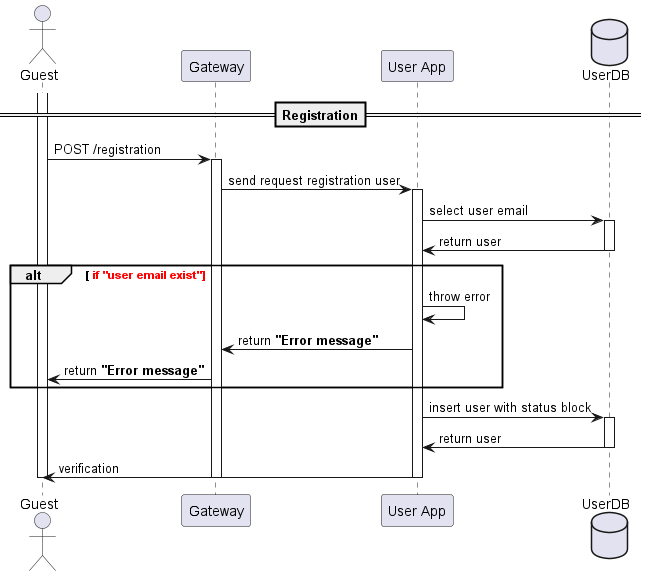 Guest
Gateway
User App
UserDB
Registration
POST /registration
send request registration user
select user email
return user
alt
[ if "user email exist"]
throw error
return "Error message"
return "Error message"
insert user with status block
return user
verification
Guest
Gateway
User App
UserDB